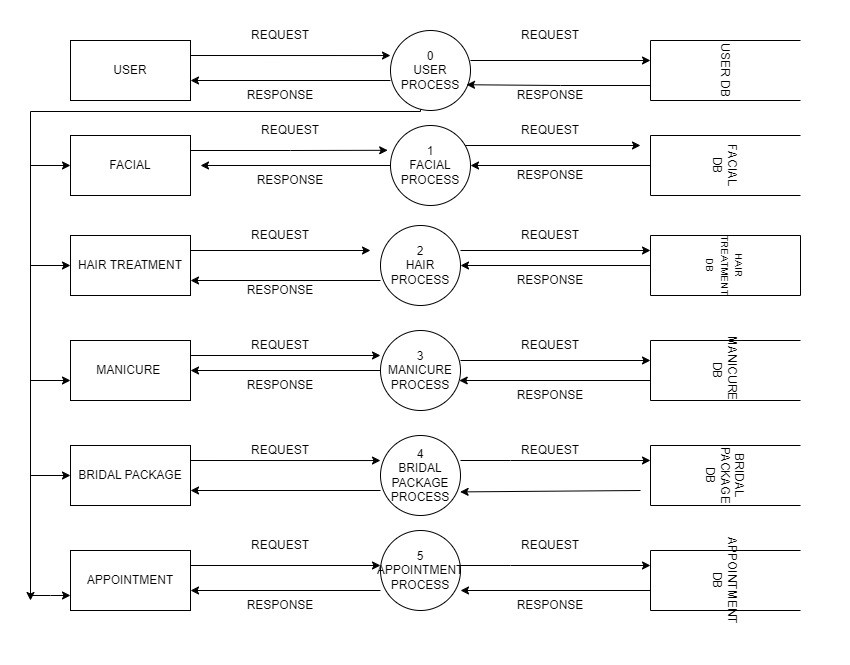 REQUEST
REQUEST
USER
0
USER
PROCESS
USER DB
RESPONSE
RESPONSE
REQUEST
REQUEST
FACIAL
1
FACIAL
PROCESS
FACIAL
DB
RESPONSE
RESPONSE
REQUEST
REQUEST
HAIR TREATMENT
2
HAIR
PROCESS
HAIR
TREATMENT
DB
RESPONSE
RESPONSE
REQUEST
REQUEST
MANICURE
3
MANICURE
PROCESS
MANICURE
DB
RESPONSE
RESPONSE
REQUEST
REQUEST
BRIDAL PACKAGE
4
BRIDAL
PACKAGE
PROCESS
BRIDAL
PACKAGE
DB
REQUEST
REQUEST
APPOINTMENT
5
APPOINTMENT
PROCESS
APPOINTMENT
DB
RESPONSE
RESPONSE